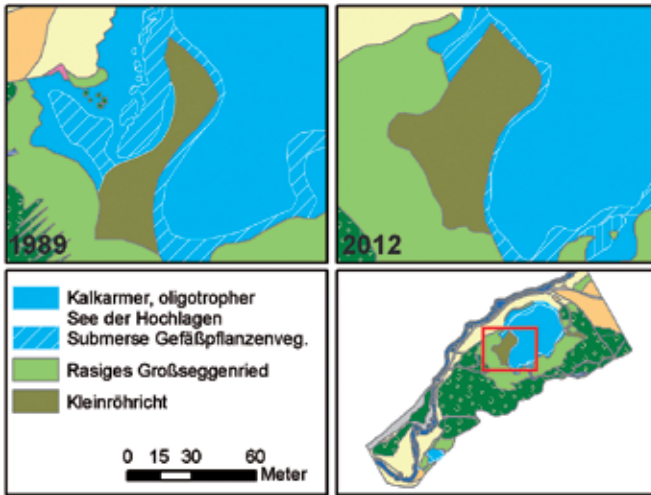 1989
2012
Kalkarmer, oligotropher
See der Hochlagen
Submerse Gefäßpflanzenveg.
Rasiges Großseggenried
Kleinröhricht
0 15 30 60
Meter